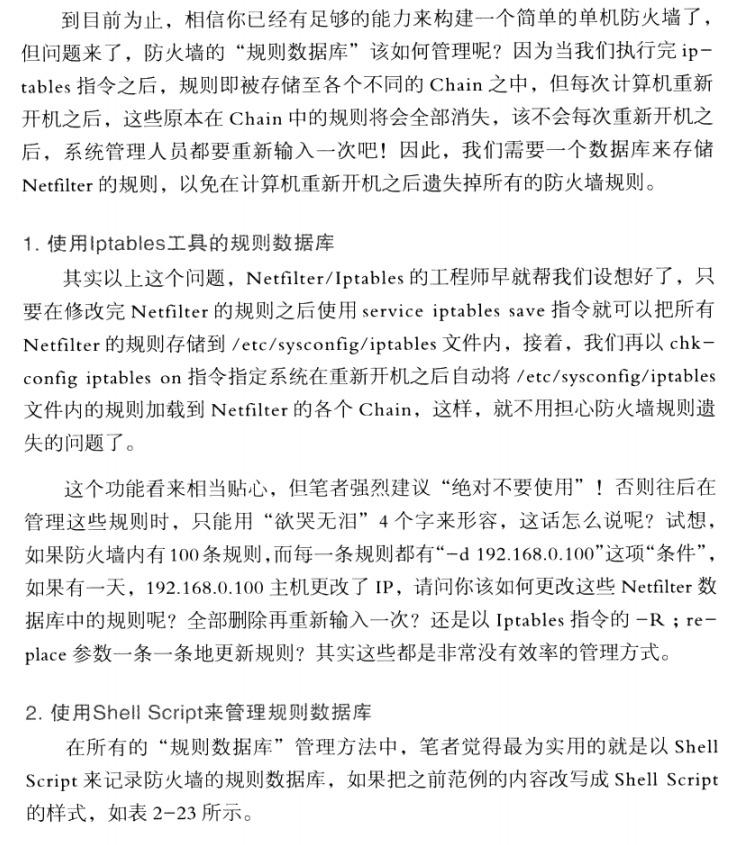 到目前为止，相信你已经有足够的能力来构建一个简单的单机防火墙了，
但问题来了，防火墙的“规则数据库”该如何管理呢？因为当我们执行完 ip-
tables 指令之后，规则即被存储至各个不同的 Chain 之中，但每次计算机重新
开机之后，这些原本在 Chain 中的规则将会全部消失，该不会每次重新开机之
后，系统管理人员都要重新输入一次吧！因此，我们需要一个数据库来存储
Netfilter 的规则，以免在计算机重新开机之后遗失掉所有的防火墙规则。
1. 使用Iptables工具的规则数据库
其实以上这个问题，Netfilter/Iptables 的工程师早就帮我们设想好了，只
要在修改完 Netfilter 的规则之后使用 service iptables save 指令就可以把所有
Netfilter 的规则存储到 /etc/sysconfig/iptables 文件内，接着，我们再以 chk-
config iptables on 指令指定系统在重新开机之后自动将 /etc/sysconfig/iptables
文件内的规则加载到 Netfilter 的各个 Chain，这样，就不用担心防火墙规则遗
失的问题了。
这个功能看来相当贴心，但笔者强烈建议“绝对不要使用”！否则往后在
管理这些规则时，只能用“欲哭无泪”4 个字来形容，这话怎么说呢？试想，
如果防火墙内有 100 条规则，而每一条规则都有“-d 192.168.0.100”这项“条件”，
如果有一天，192.168.0.100 主机更改了 IP，请问你该如何更改这些 Netfilter 数
据库中的规则呢？全部删除再重新输入一次？还是以 Iptables 指令的 -R ; re-
place 参数一条一条地更新规则？其实这些都是非常没有效率的管理方式。
2. 使用Shell Script来管理规则数据库
在所有的“规则数据库”管理方法中，笔者觉得最为实用的就是以 Shell
Script 来记录防火墙的规则数据库，如果把之前范例的内容改写成 Shell Script
的样式，如表 2-23 所示。